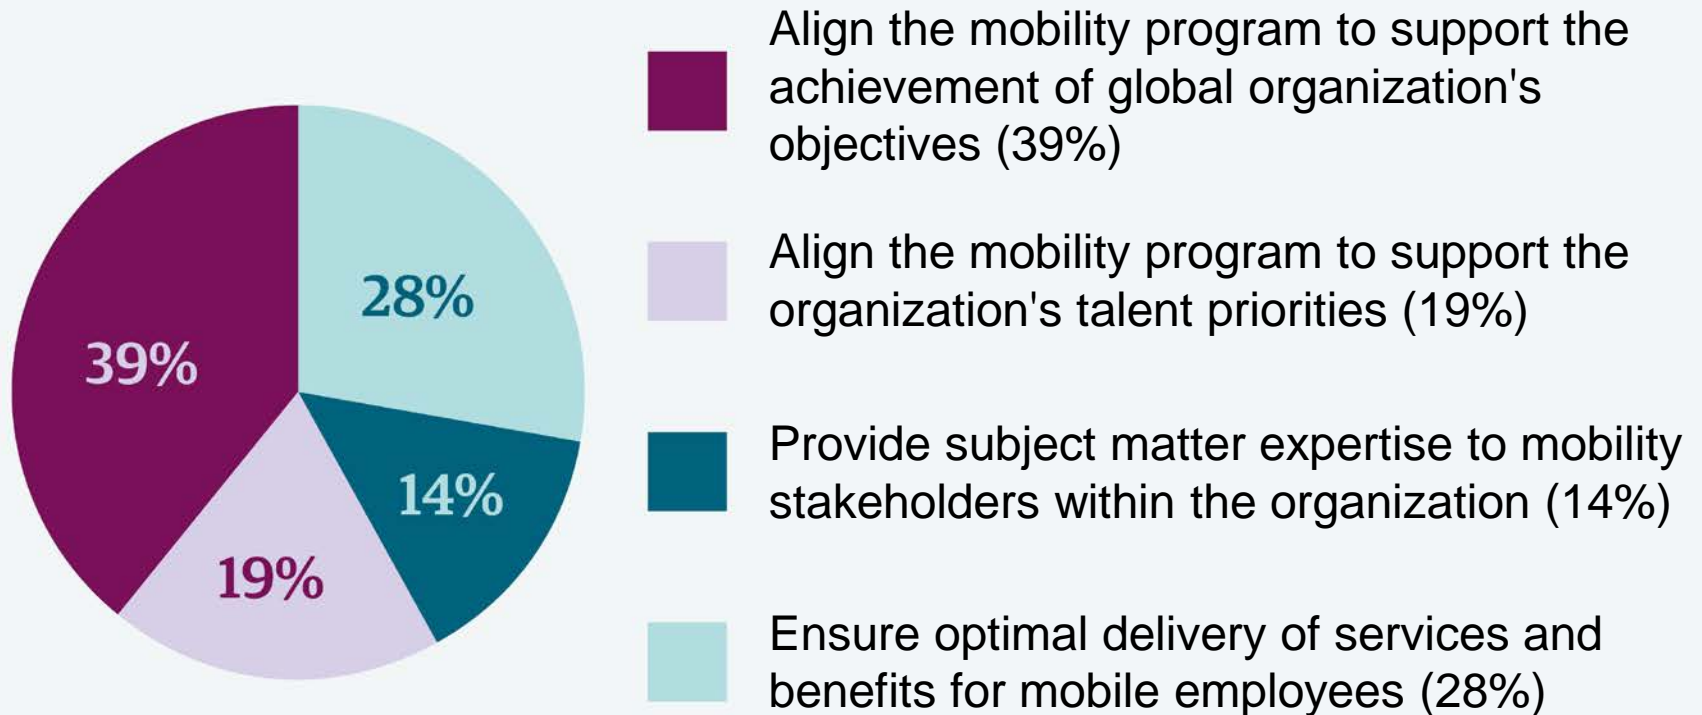 28%
39%
14%
19%
Align the mobility program to support the
achievement of global organization's
objectives (39%)
Align the mobility program to support the
organization's talent priorities (19%)
Provide subject matter expertise to mobility
stakeholders within the organization (14%)
Ensure optimal delivery of services and
benefits for mobile employees (28%)